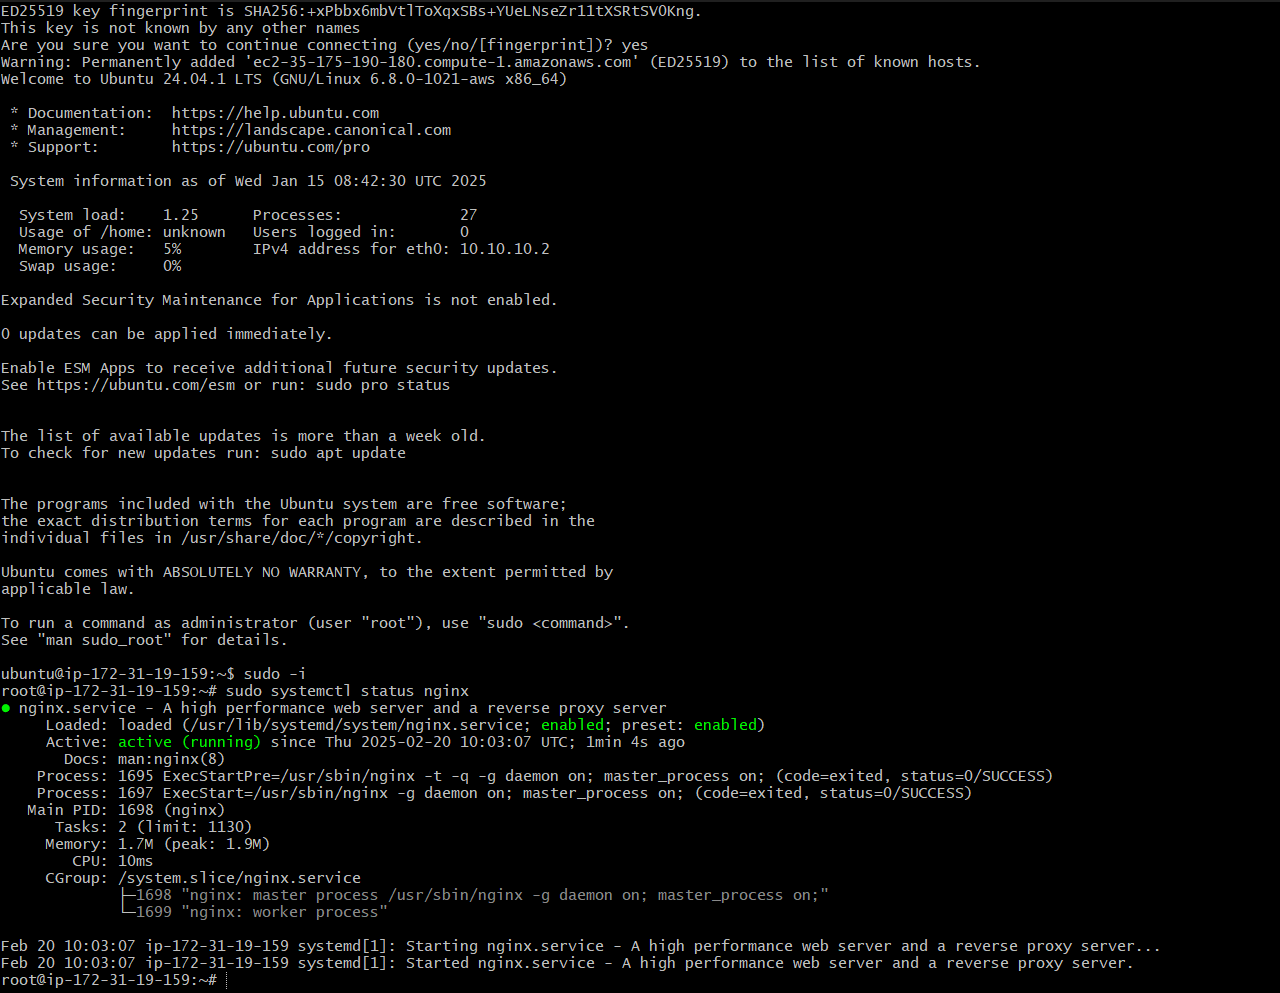 ED25519 key fingerprint is SHA256:+xPbbx6mbVtlToXqxSBs+YUeLNseZr11tXSRtSV0Kng.
This key is not known by any other names
Are you sure you want to continue connecting (yes/no/[fingerprint])? yes
Warning: Permanently added 'ec2-35-175-190-180.compute-1.amazonaws.com' (ED25519) to the list of known hosts.
Welcome to Ubuntu 24.04.1 LTS (GNU/Linux 6.8.0-1021-aws x86_64)

 * Documentation:  https://help.ubuntu.com
 * Management:     https://landscape.canonical.com
 * Support:        https://ubuntu.com/pro

 System information as of Wed Jan 15 08:42:30 UTC 2025

  System load:    1.25      Processes:             27
  Usage of /home: unknown   Users logged in:       0
  Memory usage:   5%        IPv4 address for eth0: 10.10.10.2
  Swap usage:     0%

Expanded Security Maintenance for Applications is not enabled.

0 updates can be applied immediately.

Enable ESM Apps to receive additional future security updates.
See https://ubuntu.com/esm or run: sudo pro status


The list of available updates is more than a week old.
To check for new updates run: sudo apt update


The programs included with the Ubuntu system are free software;
the exact distribution terms for each program are described in the
individual files in /usr/share/doc/*/copyright.

Ubuntu comes with ABSOLUTELY NO WARRANTY, to the extent permitted by
applicable law.

To run a command as administrator (user "root"), use "sudo <command>".
See "man sudo_root" for details.

ubuntu@ip-172-31-19-159:~$ sudo -i
root@ip-172-31-19-159:~# sudo systemctl status nginx
● nginx.service - A high performance web server and a reverse proxy server
     Loaded: loaded (/usr/lib/systemd/system/nginx.service; enabled; preset: enabled)
     Active: active (running) since Thu 2025-02-20 10:03:07 UTC; 1min 4s ago
       Docs: man:nginx(8)
    Process: 1695 ExecStartPre=/usr/sbin/nginx -t -q -g daemon on; master_process on; (code=exited, status=0/SUCCESS)
    Process: 1697 ExecStart=/usr/sbin/nginx -g daemon on; master_process on; (code=exited, status=0/SUCCESS)
   Main PID: 1698 (nginx)
      Tasks: 2 (limit: 1130)
     Memory: 1.7M (peak: 1.9M)
        CPU: 10ms
     CGroup: /system.slice/nginx.service
             ├─1698 "nginx: master process /usr/sbin/nginx -g daemon on; master_process on;"
             └─1699 "nginx: worker process"

Feb 20 10:03:07 ip-172-31-19-159 systemd[1]: Starting nginx.service - A high performance web server and a reverse proxy server...
Feb 20 10:03:07 ip-172-31-19-159 systemd[1]: Started nginx.service - A high performance web server and a reverse proxy server.
root@ip-172-31-19-159:~#